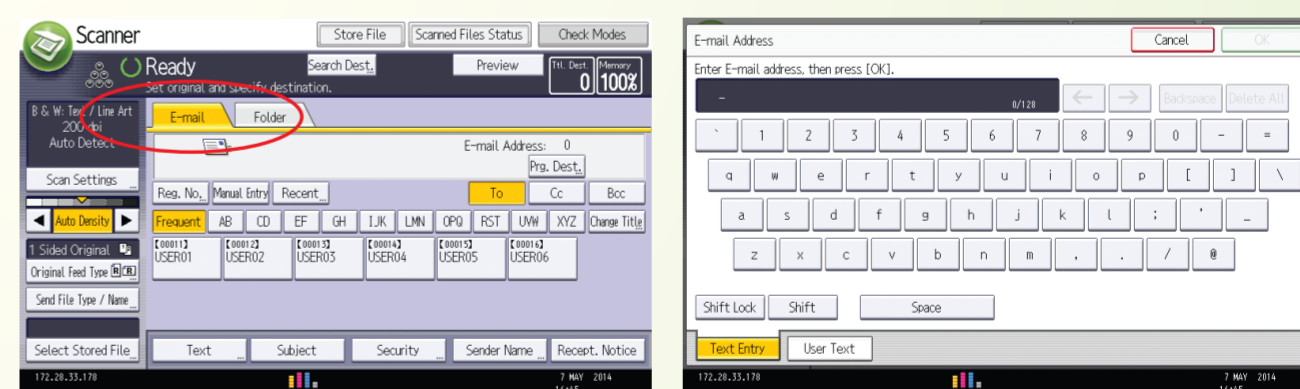 Scanner
Store File
Scanned Files Status
Check Modes
Ready
Search Dest.
Preview
Ttl. Dest.
0
Memory
100%
Set original and specify destination.
B & W: Text / Line Art
200 dpi
Auto Detect
E-mail
Folder
E-mail Address: 0
Prg. Dest.
Scan Settings
Reg. No.
Manual Entry
Recent
To
Cc
Bcc
Auto Density
Frequent AB CD EF GH IJK LMN OPQ RST UVW XYZ Change Title
1 Sided Original
[00011]
USER01
[00012]
USER02
[00013]
USER03
[00014]
USER04
[00015]
USER05
[00016]
USER06
Original Feed Type
Send File Type / Name
Select Stored File
Text
Subject
Security
Sender Name
Recept. Notice
172.28.33.178
7 MAY 2014
E-mail Address
Cancel
OK
Enter E-mail address, then press [OK].
_
0/128
← →
Backspace
Delete All
` 1 2 3 4 5 6 7 8 9 0 - =
q w e r t y u i o p [ ] \
a s d f g h j k l ; ' _
z x c v b n m , . / @
Shift Lock
Shift
Space
Text Entry
User Text
172.28.33.178
7 MAY 2014